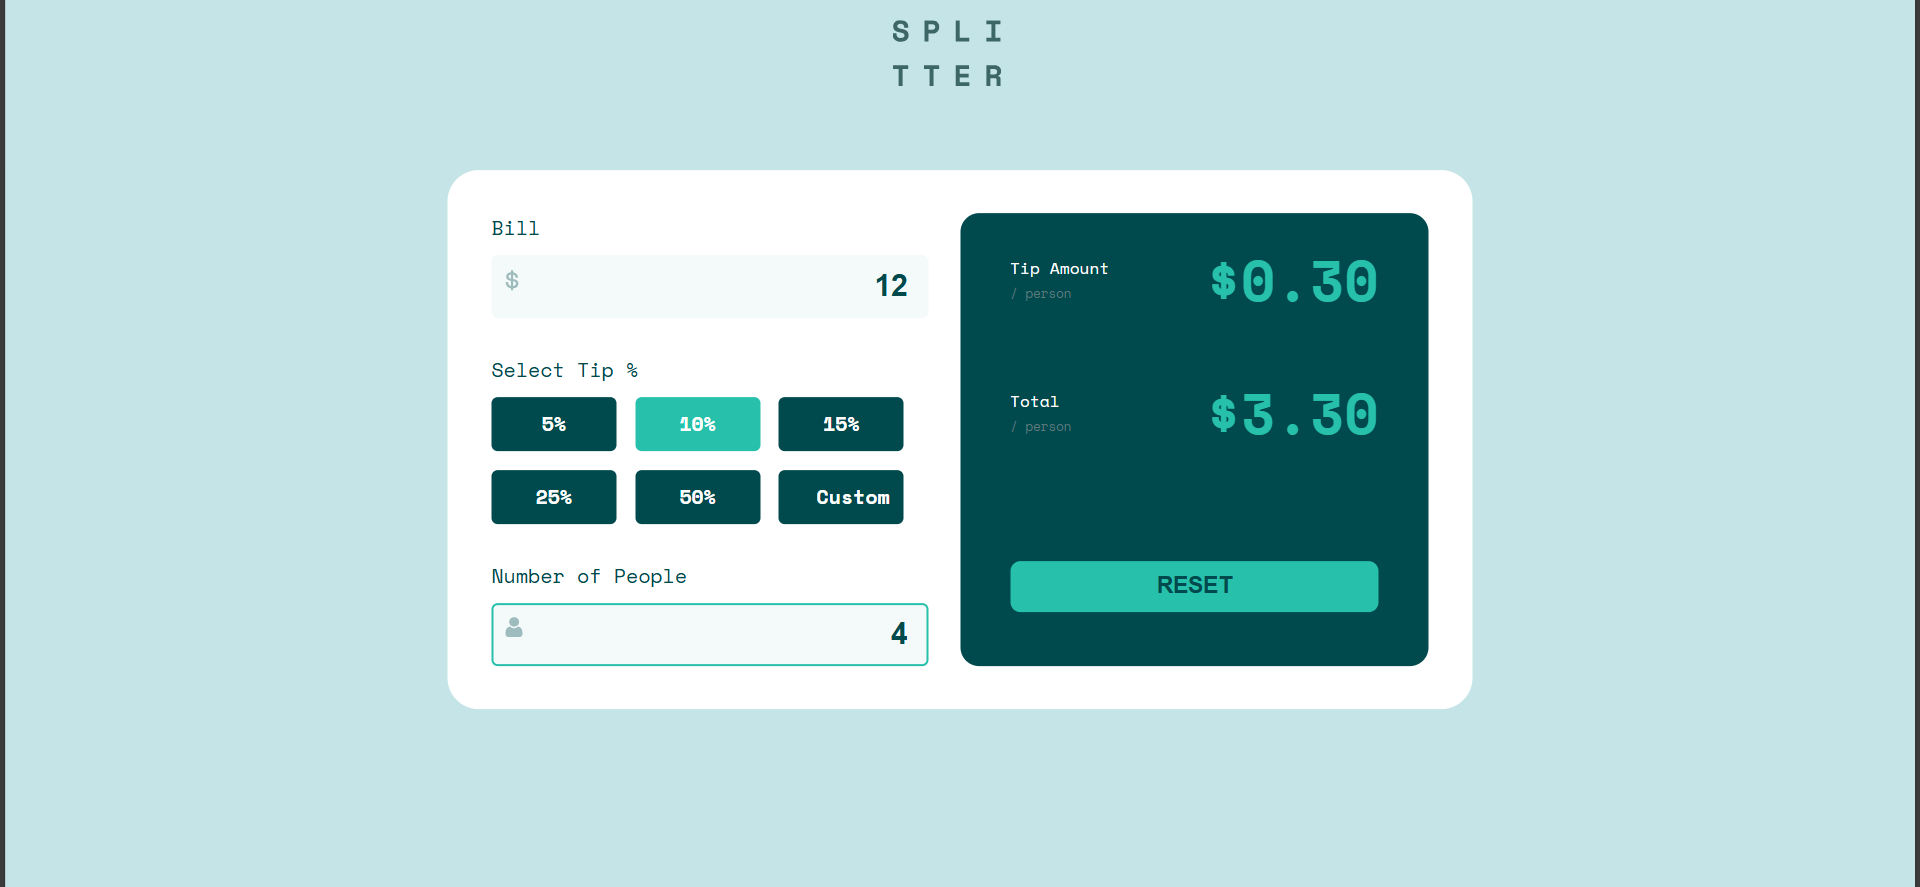 SPLI
TTER
Bill
$ 12
Select Tip %
5% 10% 15%
25% 50% Custom
Number of People
4
Tip Amount
/ person
$0.30
Total
/ person
$3.30
RESET